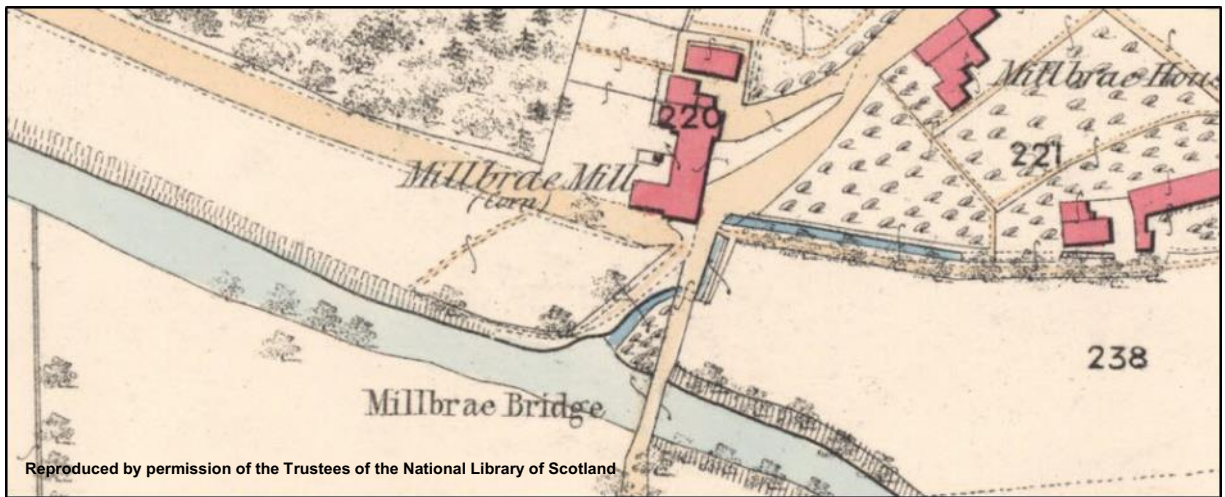 Millbrae Hous
220
221
Millbrae Mill
(Corn)
238
Millbrae Bridge
Reproduced by permission of the Trustees of the National Library of Scotland